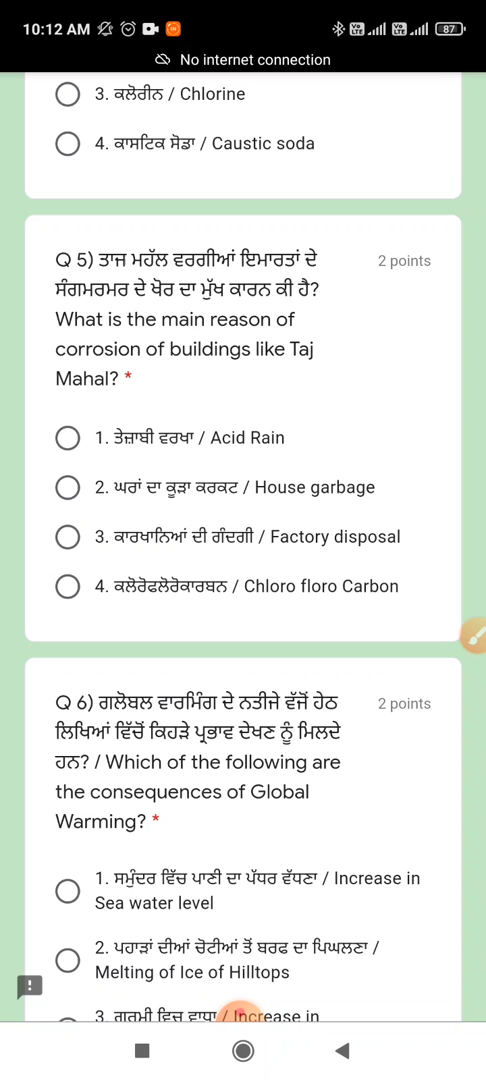 10:12 AM
87
No internet connection
3. ਕਲੋਰੀਨ / Chlorine
4. ਕਾਸਟਿਕ ਸੋਡਾ / Caustic soda
Q 5) ਤਾਜ ਮਹੱਲ ਵਰਗੀਆਂ ਇਮਾਰਤਾਂ ਦੇ
2 points
ਸੰਗਮਰਮਰ ਦੇ ਖੋਰ ਦਾ ਮੁੱਖ ਕਾਰਨ ਕੀ ਹੈ?
What is the main reason of
corrosion of buildings like Taj
Mahal? *
1. ਤੇਜ਼ਾਬੀ ਵਰਖਾ / Acid Rain
2. ਘਰਾਂ ਦਾ ਕੂੜਾ ਕਰਕਟ / House garbage
3. ਕਾਰਖਾਨਿਆਂ ਦੀ ਗੰਦਗੀ / Factory disposal
4. ਕਲੋਰੋਫਲੋਰੋਕਾਰਬਨ / Chloro floro Carbon
Q 6) ਗਲੋਬਲ ਵਾਰਮਿੰਗ ਦੇ ਨਤੀਜੇ ਵੱਜੋਂ ਹੇਠ
2 points
ਲਿਖਿਆਂ ਵਿੱਚੋਂ ਕਿਹੜੇ ਪ੍ਰਭਾਵ ਦੇਖਣ ਨੂੰ ਮਿਲਦੇ
ਹਨ? / Which of the following are
the consequences of Global
Warming? *
1. ਸਮੁੰਦਰ ਵਿੱਚ ਪਾਣੀ ਦਾ ਪੱਧਰ ਵੱਧਣਾ / Increase in
Sea water level
2. ਪਹਾੜਾਂ ਦੀਆਂ ਚੋਟੀਆਂ ਤੋਂ ਬਰਫ ਦਾ ਪਿਘਲਣਾ /
Melting of Ice of Hilltops
3. ਗਰਮੀ ਵਿਚ ਵਾਧਾ / Increase in